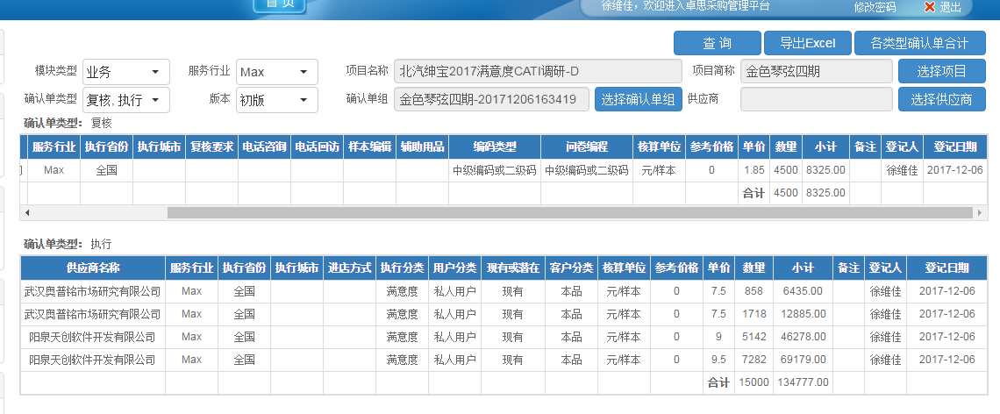 首 页
徐维佳，欢迎进入卓思采购管理平台 修改密码 退出
查 询 导出Excel 各类型确认单合计
模块类型 业务 服务行业 Max 项目名称 北汽绅宝2017满意度CATI调研-D 项目简称 金色琴弦四期 选择项目
确认单类型 复核, 执行 版本 初版 确认单组 金色琴弦四期-20171206163419 选择确认单组 供应商 选择供应商
确认单类型： 复核
服务行业 执行省份 执行城市 复核要求 电话咨询 电话回访 样本编辑 辅助用品 编码类型 问卷编程 核算单位 参考价格 单价 数量 小计 备注 登记人 登记日期
Max 全国 中级编码或二级码 中级编码或二级码 元/样本 0 1.85 4500 8325.00 徐维佳 2017-12-06
合计 4500 8325.00
确认单类型： 执行
供应商名称 服务行业 执行省份 执行城市 进店方式 执行分类 用户分类 现有或潜在 客户分类 核算单位 参考价格 单价 数量 小计 备注 登记人 登记日期
武汉奥普铭市场研究有限公司 Max 全国 满意度 私人用户 现有 本品 元/样本 0 7.5 858 6435.00 徐维佳 2017-12-06
武汉奥普铭市场研究有限公司 Max 全国 满意度 私人用户 现有 本品 元/样本 0 7.5 1718 12885.00 徐维佳 2017-12-06
阳泉天创软件开发有限公司 Max 全国 满意度 私人用户 现有 本品 元/样本 0 9 5142 46278.00 徐维佳 2017-12-06
阳泉天创软件开发有限公司 Max 全国 满意度 私人用户 现有 本品 元/样本 0 9.5 7282 69179.00 徐维佳 2017-12-06
合计 15000 134777.00